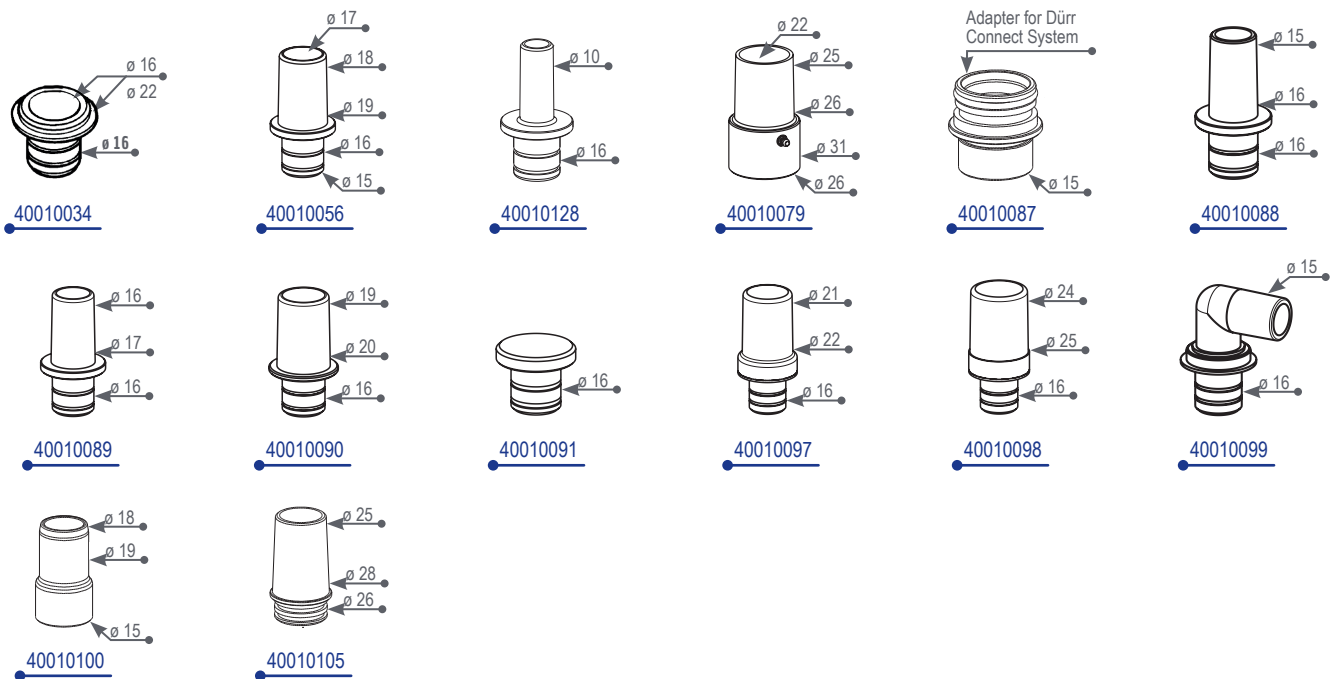 ø 16
ø 22
ø 16
40010034
ø 17
ø 18
ø 19
ø 16
ø 15
40010056
ø 10
ø 16
40010128
ø 22
ø 25
ø 26
ø 31
ø 26
40010079
Adapter for Dürr
Connect System
ø 15
40010087
ø 15
ø 16
ø 16
40010088
ø 16
ø 17
ø 16
40010089
ø 19
ø 20
ø 16
40010090
ø 16
40010091
ø 21
ø 22
ø 16
40010097
ø 24
ø 25
ø 16
40010098
ø 15
ø 16
40010099
ø 18
ø 19
ø 15
40010100
ø 25
ø 28
ø 26
40010105